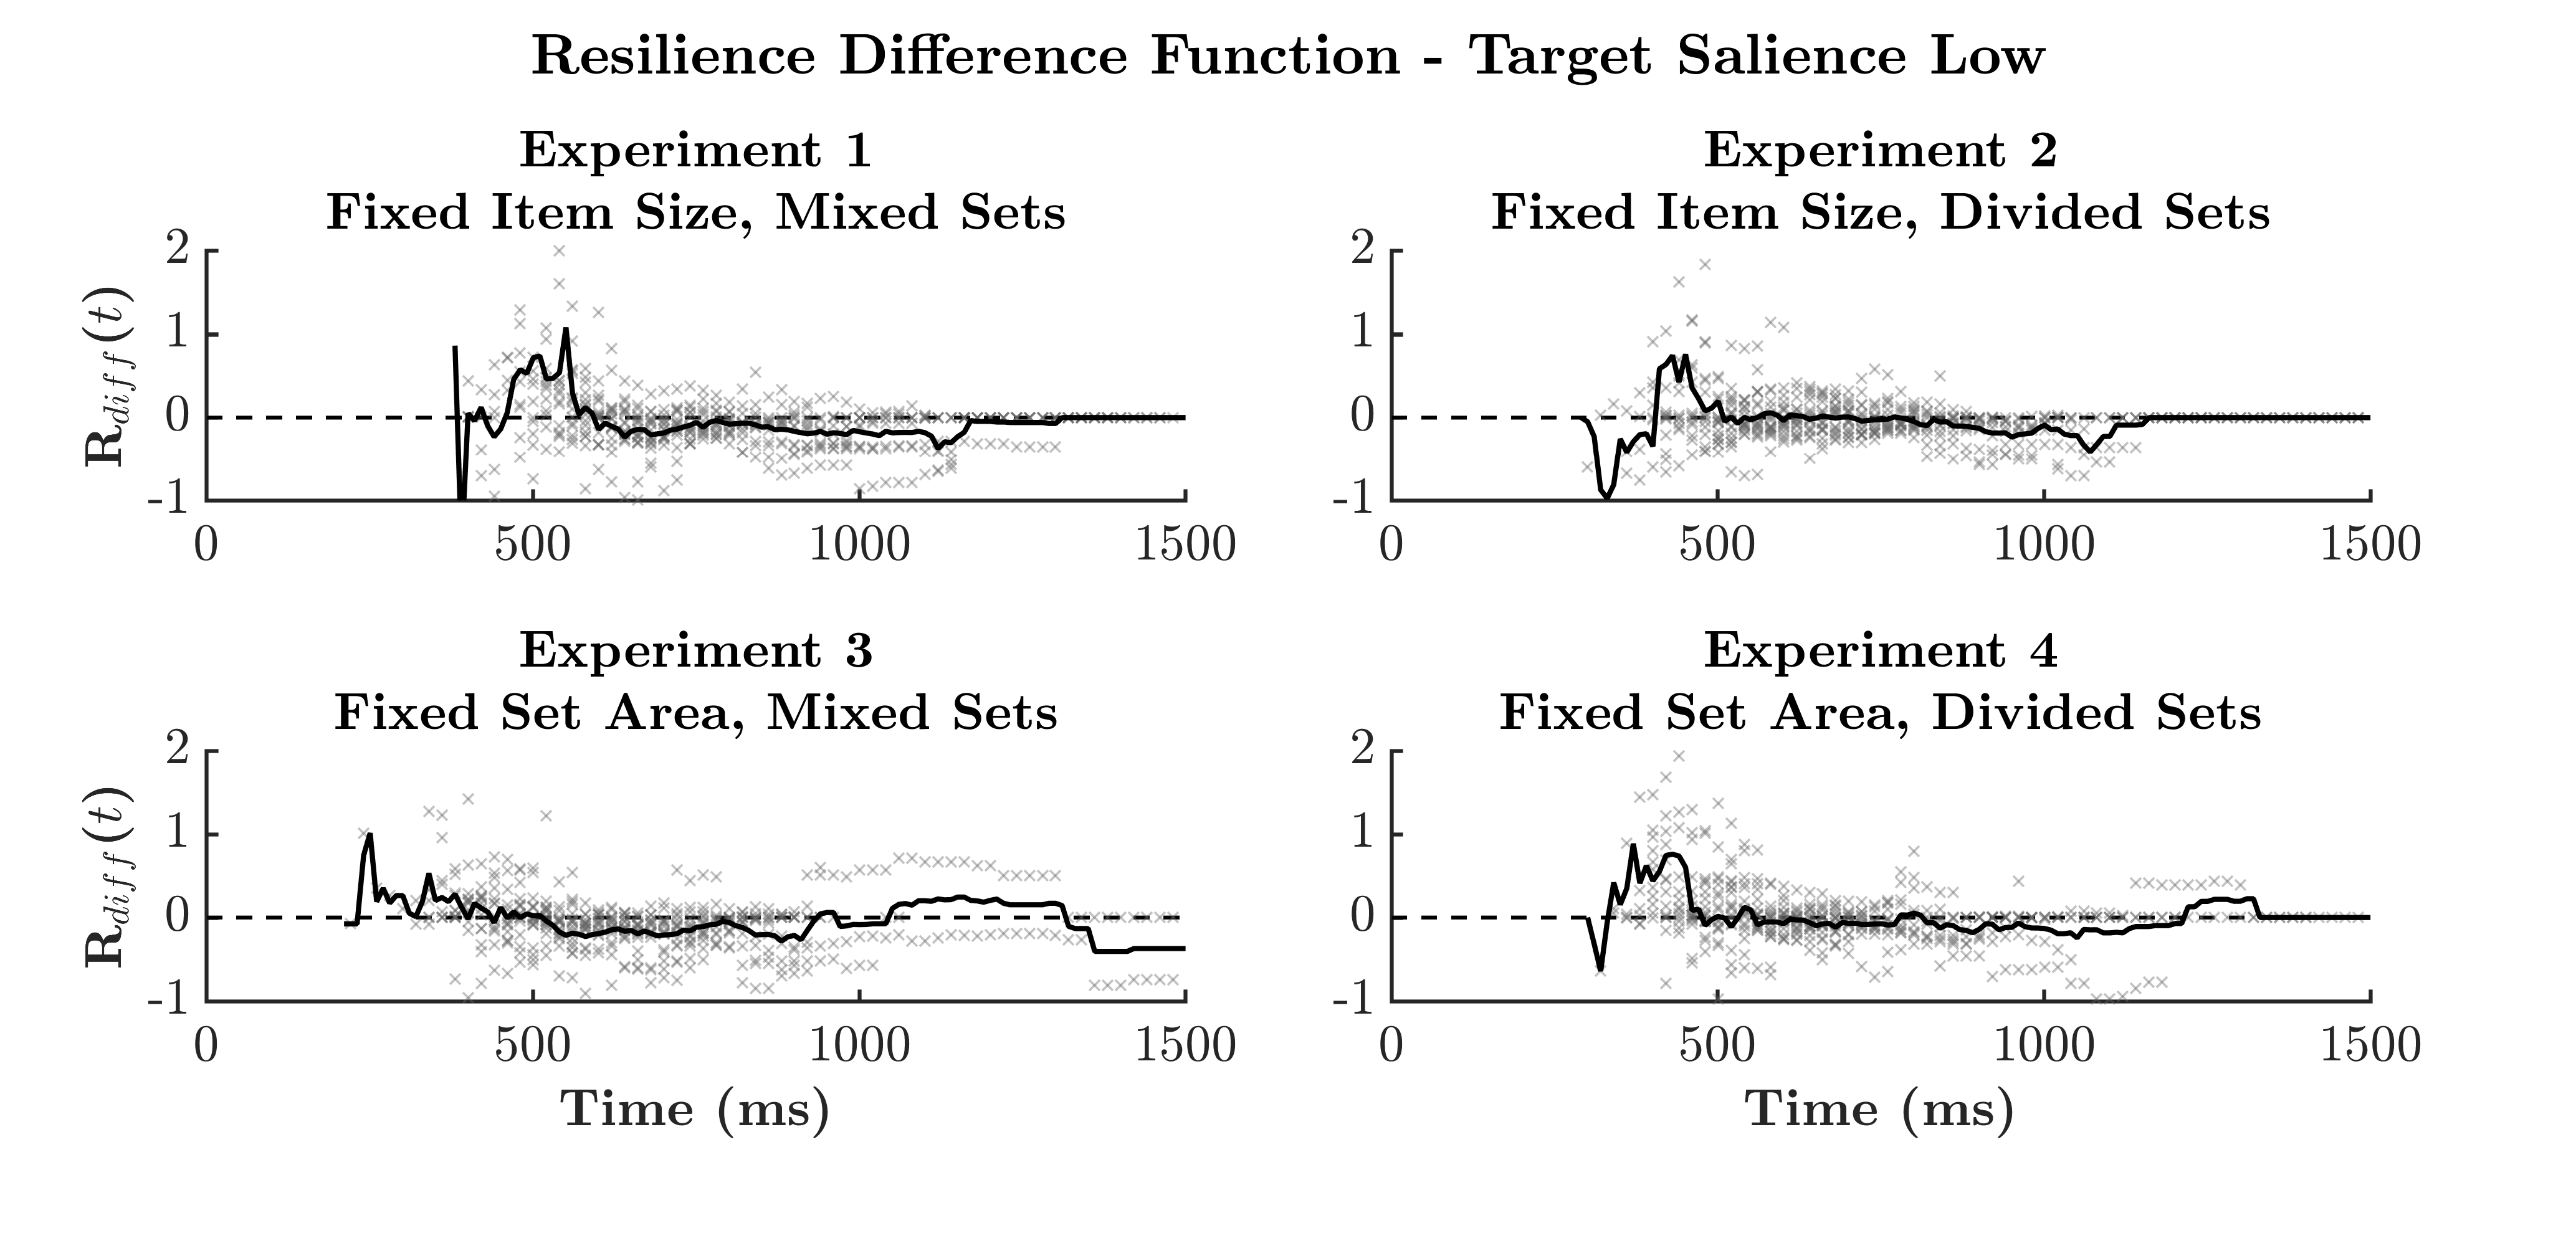 Resilience Difference Function - Target Salience Low
Experiment 1
Fixed Item Size, Mixed Sets
R_diff(t)
2
1
0
-1
0 500 1000 1500
Experiment 2
Fixed Item Size, Divided Sets
2
1
0
-1
0 500 1000 1500
Experiment 3
Fixed Set Area, Mixed Sets
R_diff(t)
2
1
0
-1
0 500 1000 1500
Time (ms)
Experiment 4
Fixed Set Area, Divided Sets
2
1
0
-1
0 500 1000 1500
Time (ms)